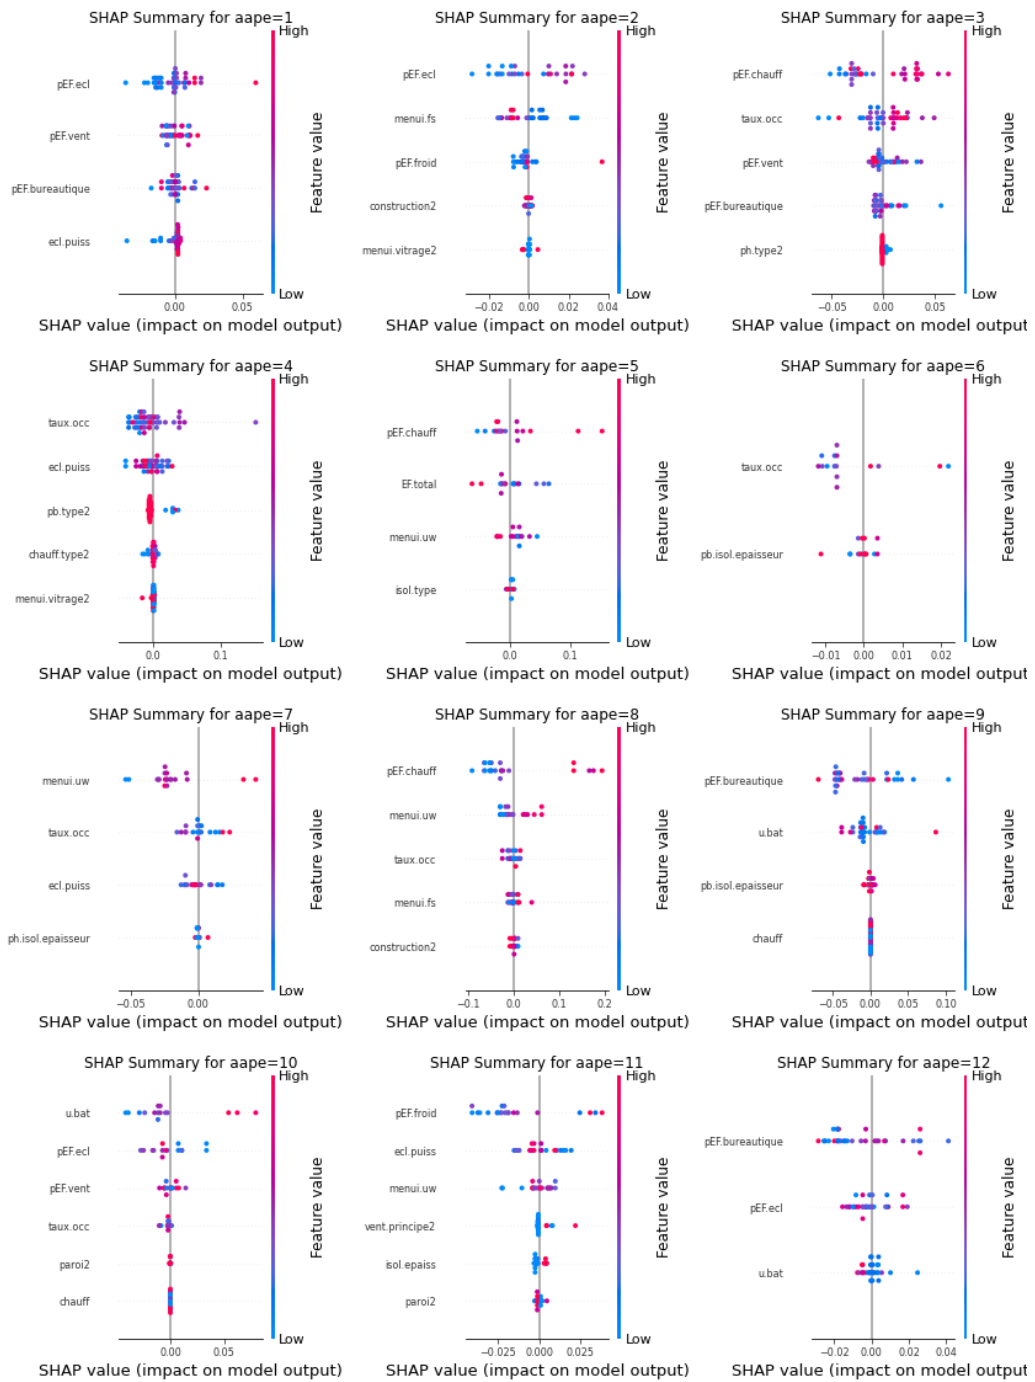 SHAP Summary for aape=1
High
pEF.ecl
pEF.vent
pEF.bureautique
ecl.puiss
Feature value
Low
0.00 0.05
SHAP value (impact on model output)
SHAP Summary for aape=2
High
pEF.ecl
menui.fs
pEF.froid
construction2
menui.vitrage2
Feature value
Low
−0.02 0.00 0.02 0.04
SHAP value (impact on model output)
SHAP Summary for aape=3
High
pEF.chauff
taux.occ
pEF.vent
pEF.bureautique
ph.type2
Feature value
Low
−0.05 0.00 0.05
SHAP value (impact on model output)
SHAP Summary for aape=4
High
taux.occ
ecl.puiss
pb.type2
chauff.type2
menui.vitrage2
Feature value
Low
0.0 0.1
SHAP value (impact on model output)
SHAP Summary for aape=5
High
pEF.chauff
EF.total
menui.uw
isol.type
Feature value
Low
0.0 0.1
SHAP value (impact on model output)
SHAP Summary for aape=6
High
taux.occ
pb.isol.epaisseur
Feature value
Low
−0.01 0.00 0.01 0.02
SHAP value (impact on model output)
SHAP Summary for aape=7
High
menui.uw
taux.occ
ecl.puiss
ph.isol.epaisseur
Feature value
Low
−0.05 0.00
SHAP value (impact on model output)
SHAP Summary for aape=8
High
pEF.chauff
menui.uw
taux.occ
menui.fs
construction2
Feature value
Low
−0.1 0.0 0.1 0.2
SHAP value (impact on model output)
SHAP Summary for aape=9
High
pEF.bureautique
u.bat
pb.isol.epaisseur
chauff
Feature value
Low
−0.05 0.00 0.05 0.10
SHAP value (impact on model output)
SHAP Summary for aape=10
High
u.bat
pEF.ecl
pEF.vent
taux.occ
paroi2
chauff
Feature value
Low
0.00 0.05
SHAP value (impact on model output)
SHAP Summary for aape=11
High
pEF.froid
ecl.puiss
menui.uw
vent.principe2
isol.epaiss
paroi2
Feature value
Low
−0.025 0.000 0.025
SHAP value (impact on model output)
SHAP Summary for aape=12
High
pEF.bureautique
pEF.ecl
u.bat
Feature value
Low
−0.02 0.00 0.02 0.04
SHAP value (impact on model output)